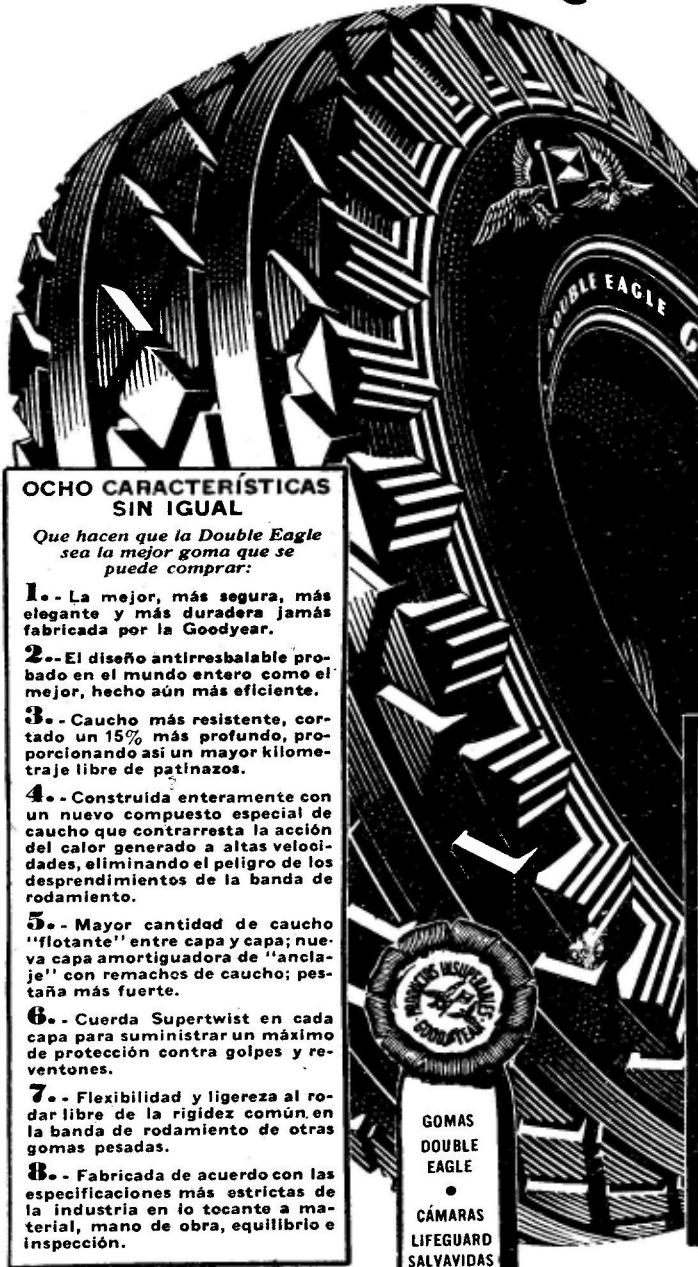 DOUBLE EAGLE G
OCHO CARACTERÍSTICAS
SIN IGUAL
Que hacen que la Double Eagle
sea la mejor goma que se
puede comprar:
1.- La mejor, más segura, más
elegante y más duradera jamás
fabricada por la Goodyear.
2.- El diseño antirresbalable pro-
bado en el mundo entero como el
mejor, hecho aún más eficiente.
3.- Caucho más resistente, cor-
tado un 15% más profundo, pro-
porcionando así un mayor kilome-
traje libre de patinazos.
4.- Construída enteramente con
un nuevo compuesto especial de
caucho que contrarresta la acción
del calor generado a altas veloci-
dades, eliminando el peligro de los
desprendimientos de la banda de
rodamiento.
5.- Mayor cantidad de caucho
"flotante" entre capa y capa; nue-
va capa amortiguadora de "ancla-
je" con remaches de caucho; pes-
taña más fuerte.
6.- Cuerda Supertwist en cada
capa para suministrar un máximo
de protección contra golpes y re-
ventones.
7.- Flexibilidad y ligereza al ro-
dar libre de la rigidez común en
la banda de rodamiento de otras
gomas pesadas.
8.- Fabricada de acuerdo con las
especificaciones más estrictas de
la industria en lo tocante a ma-
terial, mano de obra, equilibrio e
inspección.
PRODUCTOS INSUPERABLES
GOODYEAR
GOMAS
DOUBLE
EAGLE
•
CÁMARAS
LIFEGUARD
SALVAVIDAS